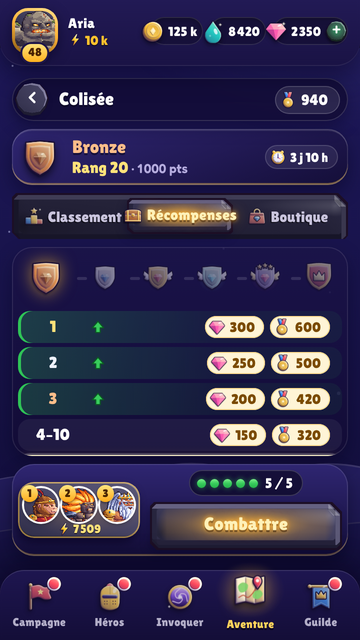 Aria
48
10 k
125 k
8420
2350
Colisée
940
Bronze
Rang 20 · 1000 pts
3 j 10 h
Classement
Récompenses
Boutique
1
300
600
2
250
500
3
200
420
4-10
150
320
1
2
3
7509
5 / 5
Combattre
Campagne
Héros
Invoquer
Aventure
Guilde